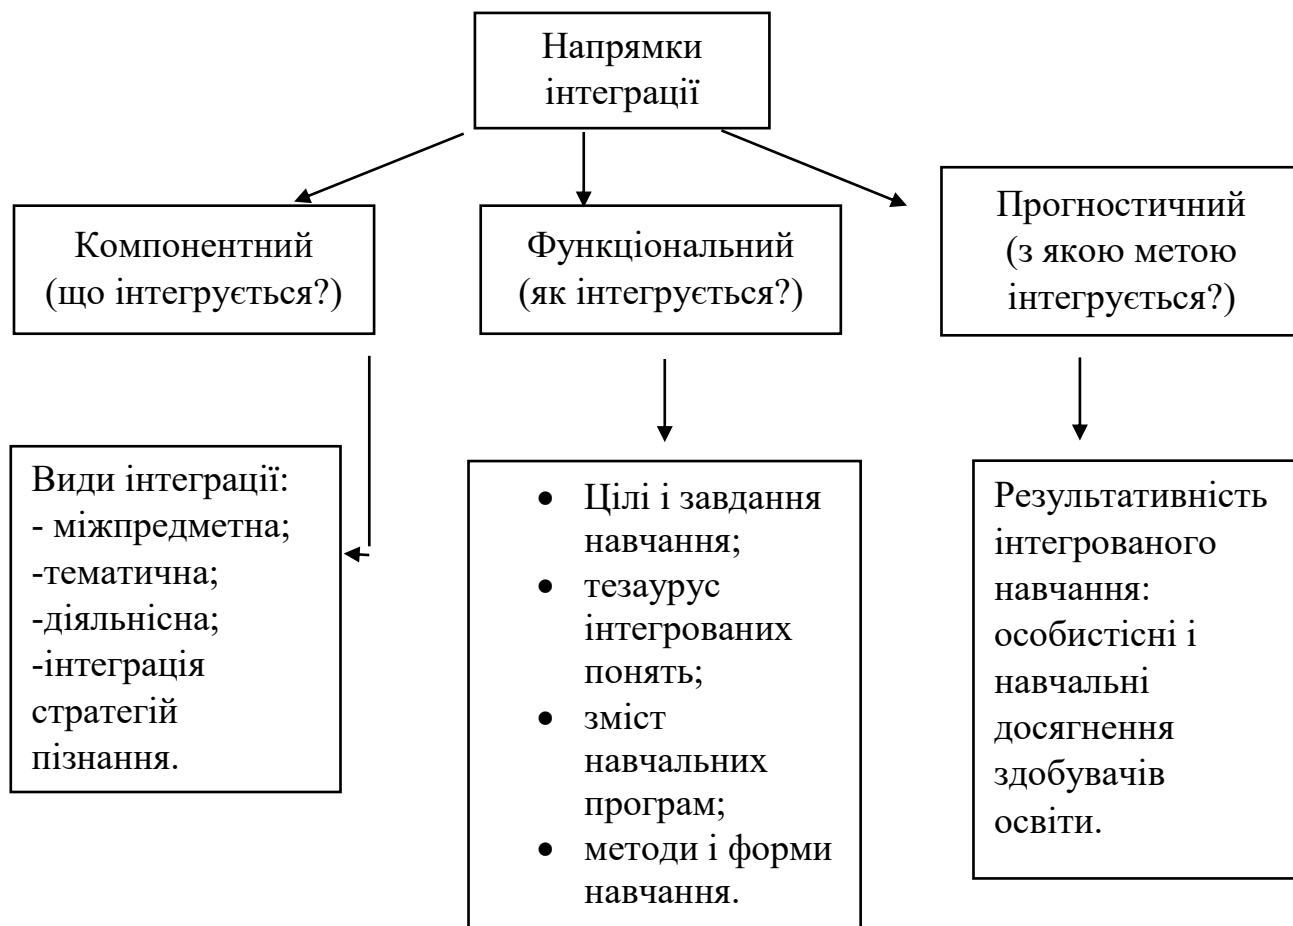 Напрямки
інтеграції
Компонентний
(що інтегрується?)
Функціональний
(як інтегрується?)
Прогностичний
(з якою метою
інтегрується?)
Види інтеграції:
- міжпредметна;
-тематична;
-діяльнісна;
-інтеграція
стратегій
пізнання.
• Цілі і завдання
навчання;
• тезаурус
інтегрованих
понять;
• зміст
навчальних
програм;
• методи і форми
навчання.
Результативність
інтегрованого
навчання:
особистісні і
навчальні
досягнення
здобувачів
освіти.